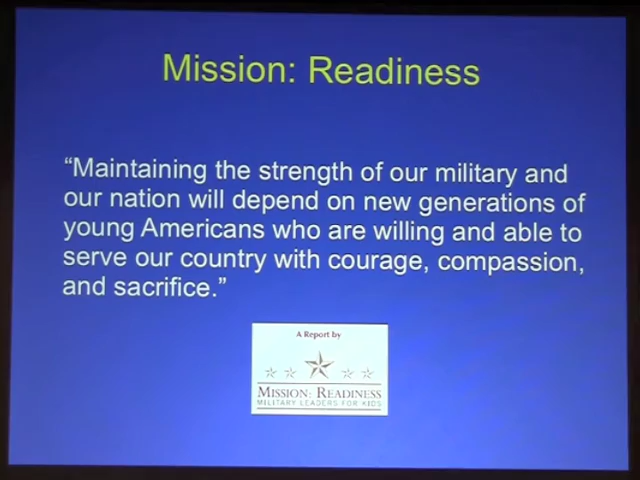 Mission: Readiness
“Maintaining the strength of our military and
our nation will depend on new generations of
young Americans who are willing and able to
serve our country with courage, compassion,
and sacrifice.”
A Report by
MISSION: READINESS
MILITARY LEADERS FOR KIDS